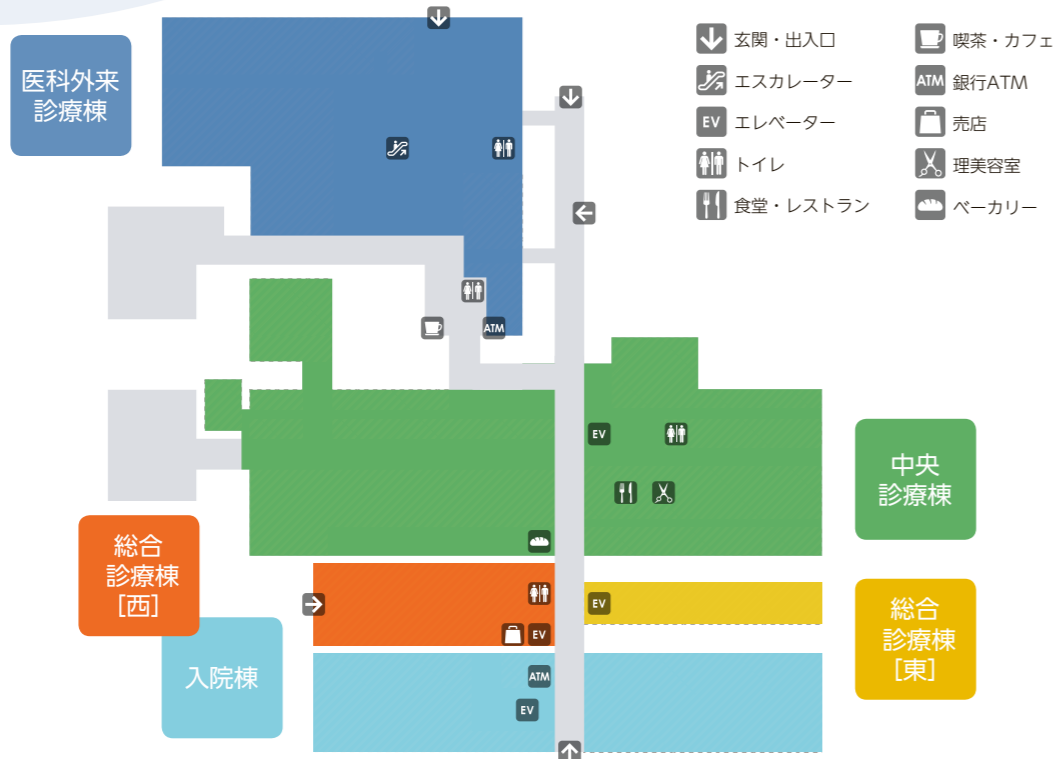 医科外来
診療棟
玄関・出入口
エスカレーター
EV エレベーター
トイレ
食堂・レストラン
喫茶・カフェ
ATM 銀行ATM
売店
理美容室
ベーカリー
ATM
EV
中央
診療棟
総合
診療棟
[西]
EV
EV
総合
診療棟
[東]
入院棟
ATM
EV